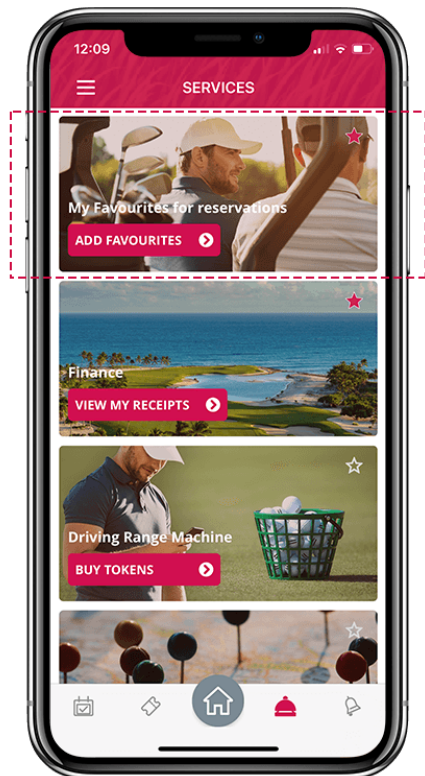 12:09
SERVICES
My Favourites for reservations
ADD FAVOURITES
Finance
VIEW MY RECEIPTS
Driving Range Machine
BUY TOKENS